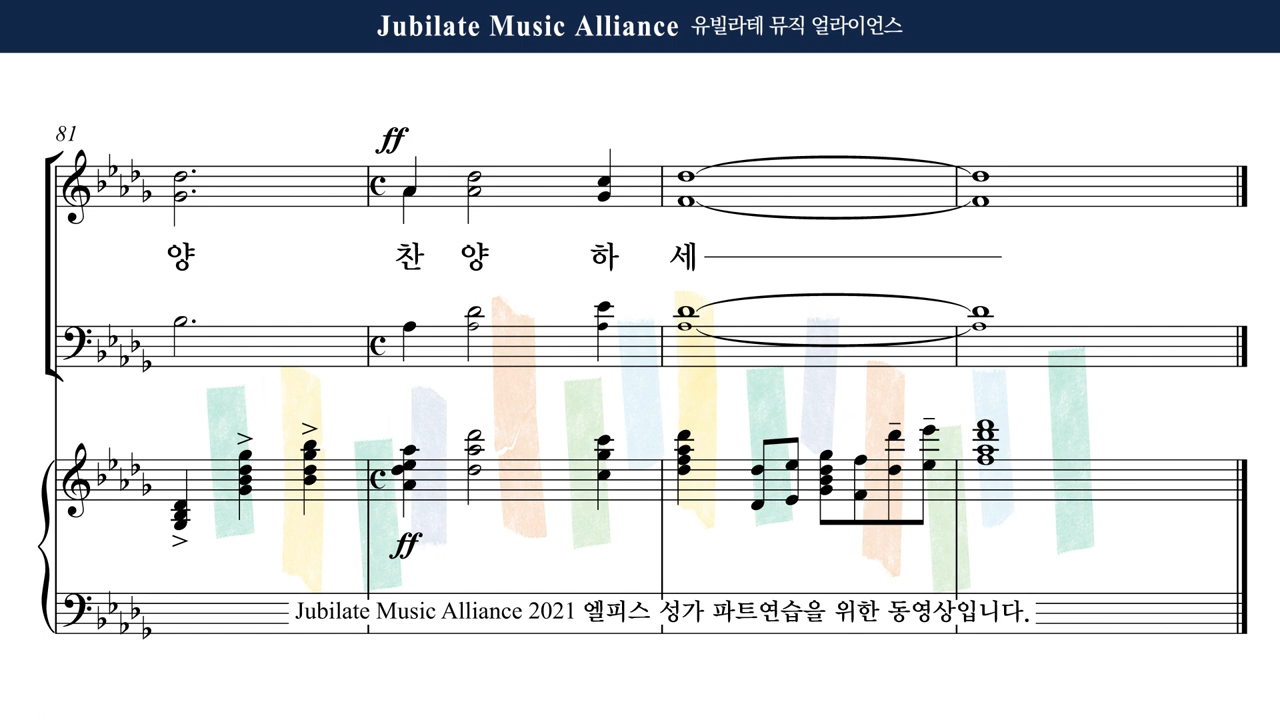 Jubilate Music Alliance 유빌라테 뮤직 얼라이언스
81
ff
양 찬 양 하 세
ff
Jubilate Music Alliance 2021 엘피스 성가 파트연습을 위한 동영상입니다.